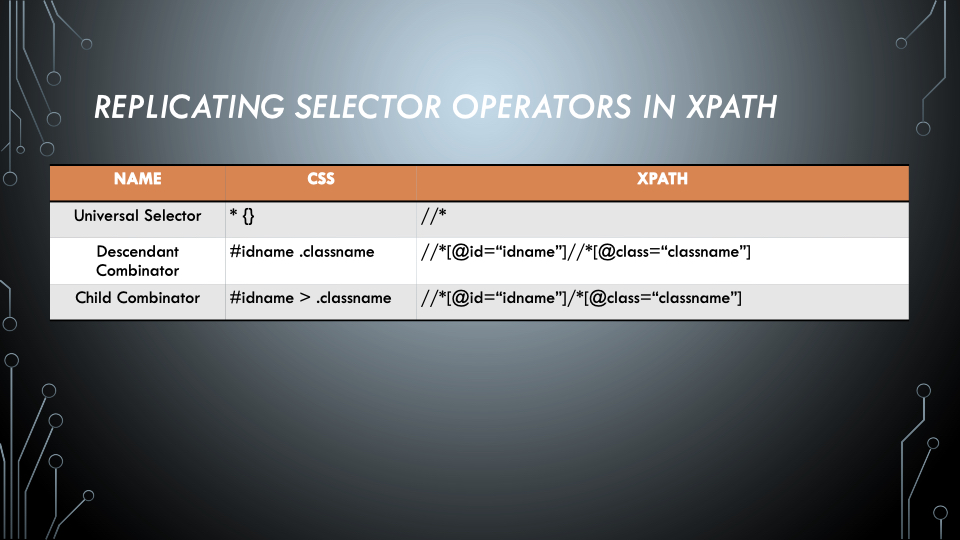 REPLICATING SELECTOR OPERATORS IN XPATH
NAME CSS XPATH
Universal Selector * {} //*
Descendant #idname .classname //*[@id=“idname”]//*[@class=“classname”]
Combinator
Child Combinator #idname > .classname //*[@id=“idname”]/*[@class=“classname”]